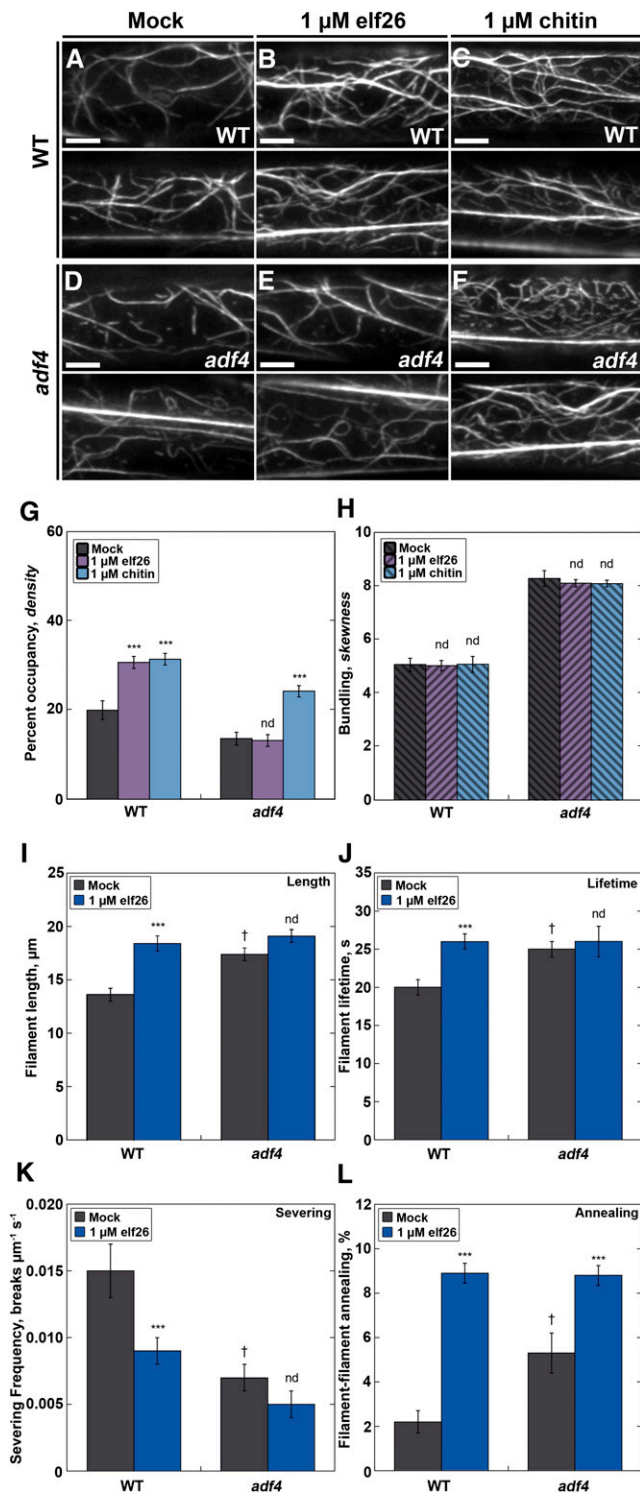 Mock
1 µM elf26
1 µM chitin
WT
A
WT
B
WT
C
WT
adf4
D
adf4
E
adf4
F
adf4
G
Percent occupancy, density
60
40
20
0
Mock
1 µM elf26
1 µM chitin
***
***
nd
***
WT
adf4
H
Bundling, skewness
10
8
6
4
2
0
Mock
1 µM elf26
1 µM chitin
nd
nd
nd
nd
WT
adf4
I
Filament length, µm
25
20
15
10
5
0
Mock
1 µM elf26
Length
***
†
nd
WT
adf4
J
Filament lifetime, s
35
30
25
20
15
10
5
0
Mock
1 µM elf26
Lifetime
***
†
nd
WT
adf4
K
Severing Frequency, breaks µm⁻¹ s⁻¹
0.020
0.015
0.010
0.005
0
Mock
1 µM elf26
Severing
***
†
nd
WT
adf4
L
Filament-filament annealing, %
12
10
8
6
4
2
0
Mock
1 µM elf26
Annealing
***
†
***
WT
adf4